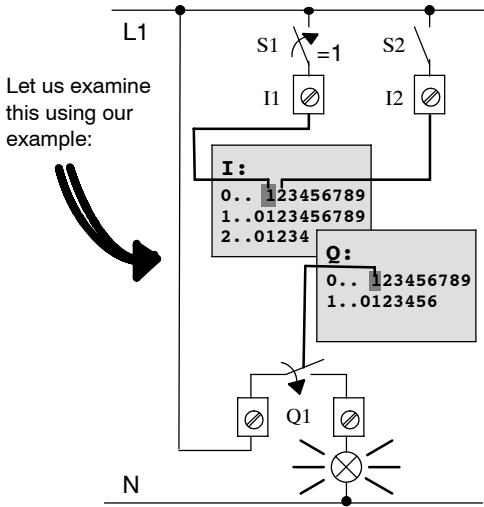 L1
S1
=1
S2
Let us examine
this using our
example:
I1
I2
I:
0.. 123456789
1..0123456789
2..01234
Q:
0.. 123456789
1..0123456
Q1
N